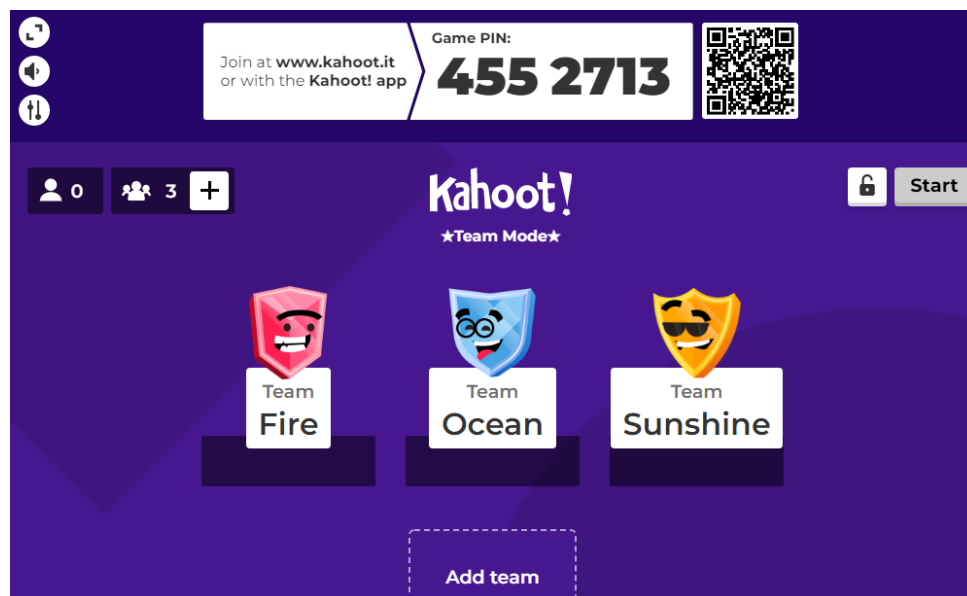 Join at www.kahoot.it
or with the Kahoot! app
Game PIN:
455 2713
0
3
+
Kahoot!
★Team Mode★
Start
Team
Fire
Team
Ocean
Team
Sunshine
Add team